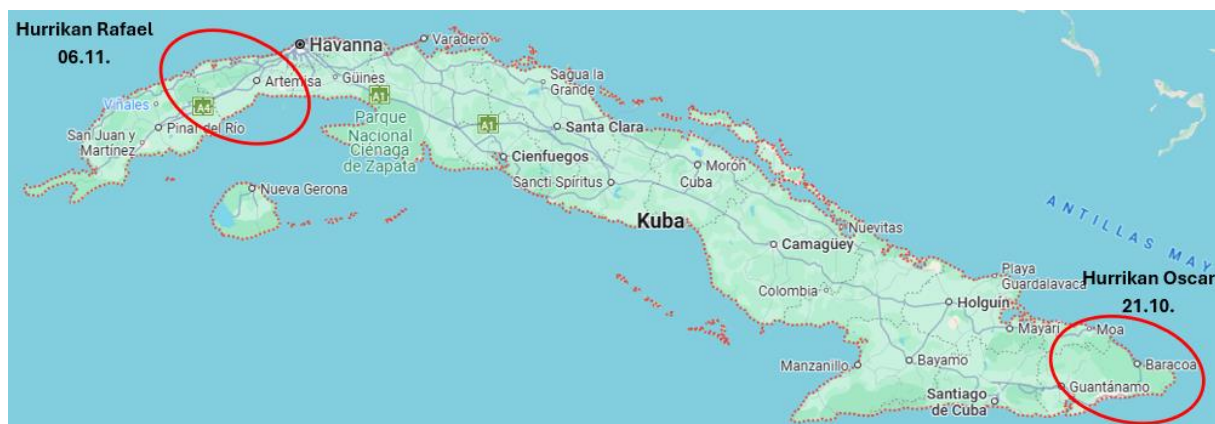 Hurrikan Rafael
06.11.
Havanna
Varadero
Artemisa
Güines
Sagua la
Grande
Viñales
A4
A1
Pinar del Río
San Juan y
Martínez
Parque
Nacional
Ciénaga
de Zapata
A1
Santa Clara
Cienfuegos
Sancti Spíritus
Morón
Cuba
Nueva Gerona
Kuba
Nuevitas
Camagüey
ANTILLAS MAY
Playa
Guardalavaca
Hurrikan Oscar
21.10.
Colombia
Holguín
Mayarí
Moa
Manzanillo
Bayamo
Baracoa
Guantánamo
Santiago
de Cuba